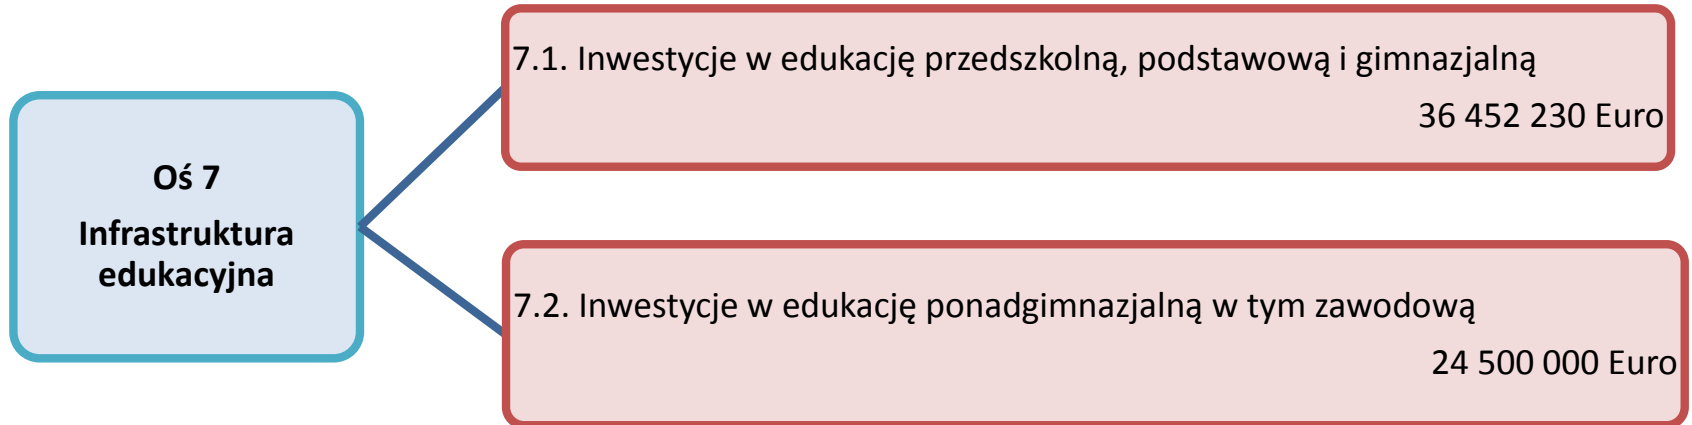 Oś 7
Infrastruktura
edukacyjna
7.1. Inwestycje w edukację przedszkolną, podstawową i gimnazjalną
36 452 230 Euro
7.2. Inwestycje w edukację ponadgimnazjalną w tym zawodową
24 500 000 Euro